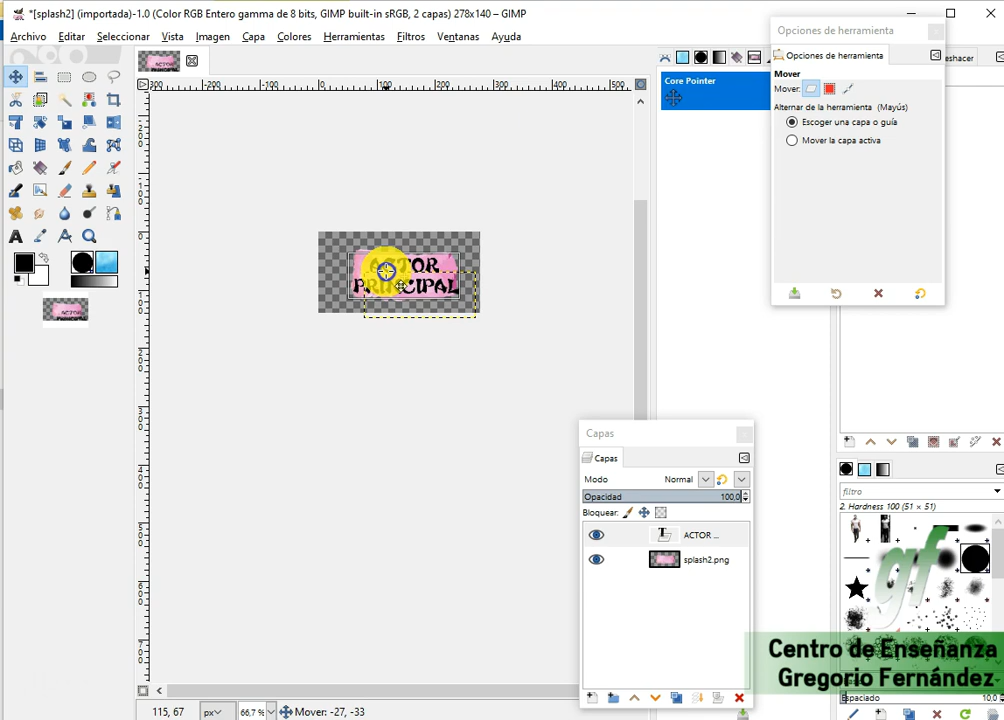 *[splash2] (importada)-1.0 (Color RGB Entero gamma de 8 bits, GIMP built-in sRGB, 2 capas) 278x140 – GIMP
Archivo Editar Seleccionar Vista Imagen Capa Colores Herramientas Filtros Ventanas Ayuda
Opciones de herramienta
Opciones de herramienta
eshacer
Core Pointer
Mover
Mover:
Alternar de la herramienta (Mayús)
Escoger una capa o guía
Mover la capa activa
ACTOR
PRINCIPAL
Capas
Capas
Modo Normal
Opacidad 100,0
Bloquear:
ACTOR ...
splash2.png
filtro
2. Hardness 100 (51 × 51)
gf
Centro de Enseñanza
Gregorio Fernández
Espaciado 10,0
115, 67 px 66,7 % Mover: -27, -33